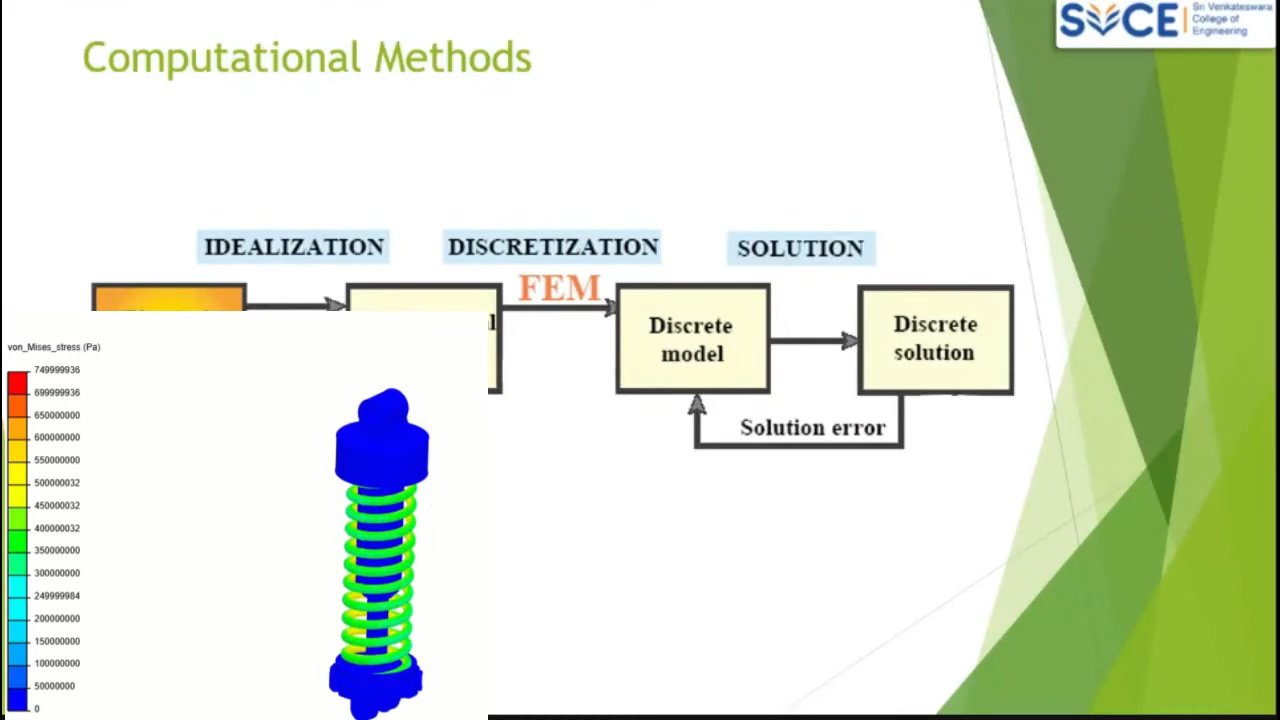 Computational Methods
SVCE
Sri Venkateswara
College of
Engineering
IDEALIZATION
DISCRETIZATION
SOLUTION
FEM
Discrete
model
Discrete
solution
Solution error
von_Mises_stress (Pa)
749999936
699999936
650000000
600000000
550000000
500000032
450000032
400000032
350000000
300000000
249999984
200000000
150000000
100000000
50000000
0